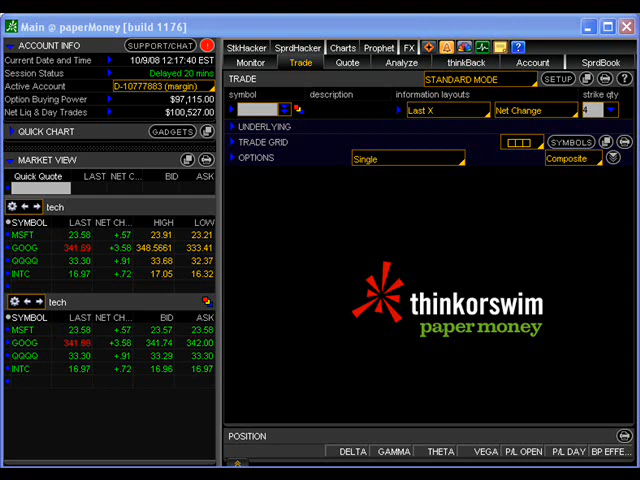 Main @ paperMoney [build 1176]
ACCOUNT INFO SUPPORT/CHAT !
Current Date and Time 10/9/08 12:17:40 EST
Session Status Delayed 20 mins
Active Account D-10777883 (margin)
Option Buying Power $97,115.00
Net Liq & Day Trades $100,527.00
QUICK CHART GADGETS
MARKET VIEW
Quick Quote LAST NET C... BID ASK
tech
SYMBOL LAST NET CH... HIGH LOW
MSFT 23.58 +.57 23.91 23.21
GOOG +3.58 348.5661 333.41
QQQQ 33.30 +.91 33.68 32.37
INTC 16.97 +.72 17.05 16.32
tech
SYMBOL LAST NET CH... BID ASK
MSFT 23.58 +.57 23.57 23.58
GOOG +3.58 341.74 342.00
QQQQ 33.30 +.91 33.29 33.30
INTC 16.97 +.72 16.96 16.97
StkHacker SprdHacker Charts Prophet FX ?
Monitor Trade Quote Analyze thinkBack Account SprdBook
TRADE STANDARD MODE SETUP ?
symbol description information layouts strike qty
Last X Net Change 4
UNDERLYING
TRADE GRID SYMBOLS
OPTIONS Single Composite
thinkorswim
paper money
POSITION
DELTA GAMMA THETA VEGA P/L OPEN P/L DAY BP EFFE...